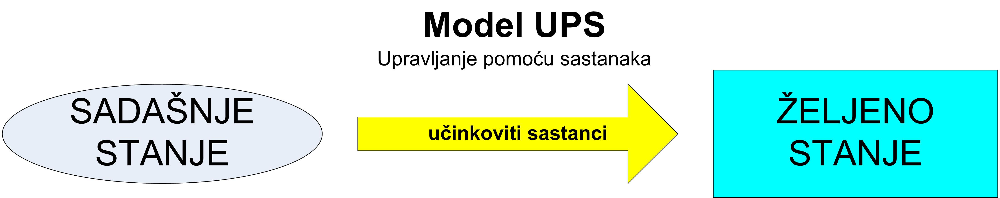 Model UPS
Upravljanje pomoću sastanaka
SADAŠNJE
STANJE
učinkoviti sastanci
ŽELJENO
STANJE